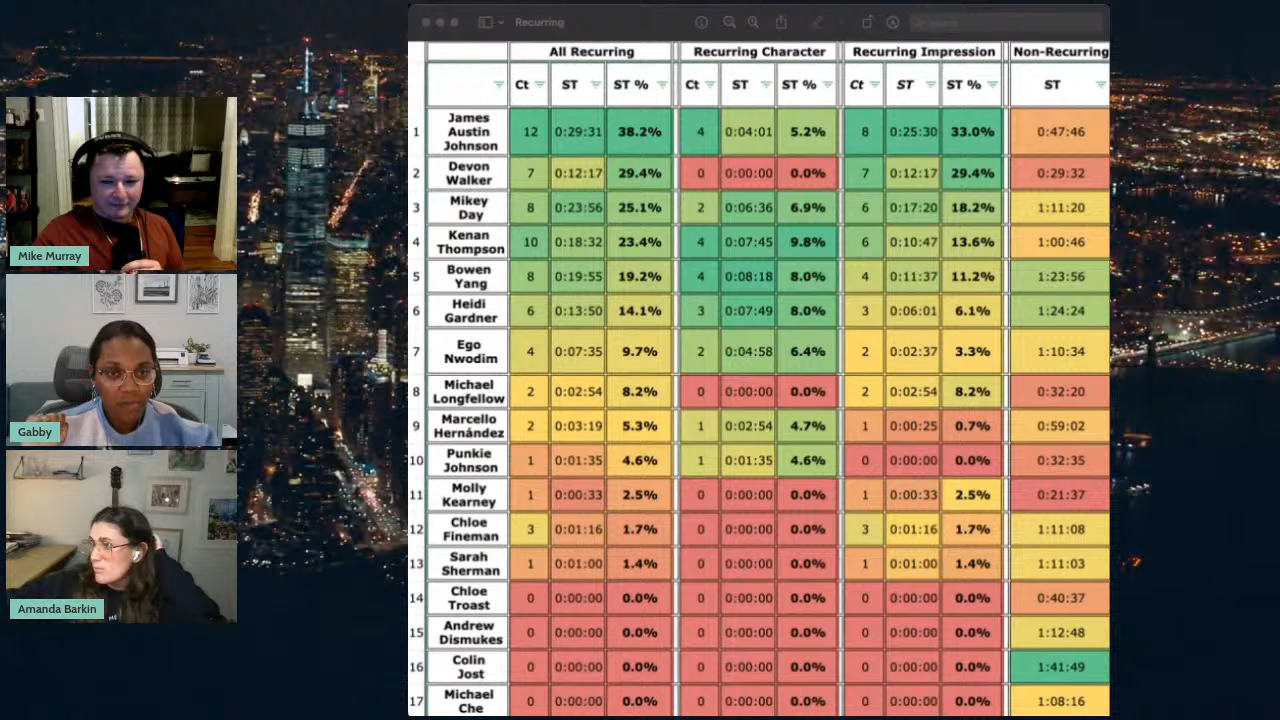 Recurring
All Recurring Recurring Character Recurring Impression Non-Recurring
Ct ST ST % Ct ST ST % Ct ST ST % ST
1 James Austin Johnson 12 0:29:31 38.2% 4 0:04:01 5.2% 8 0:25:30 33.0% 0:47:46
2 Devon Walker 7 0:12:17 29.4% 0 0:00:00 0.0% 7 0:12:17 29.4% 0:29:32
3 Mikey Day 8 0:23:56 25.1% 2 0:06:36 6.9% 6 0:17:20 18.2% 1:11:20
4 Kenan Thompson 10 0:18:32 23.4% 4 0:07:45 9.8% 6 0:10:47 13.6% 1:00:46
5 Bowen Yang 8 0:19:55 19.2% 4 0:08:18 8.0% 4 0:11:37 11.2% 1:23:56
6 Heidi Gardner 6 0:13:50 14.1% 3 0:07:49 8.0% 3 0:06:01 6.1% 1:24:24
7 Ego Nwodim 4 0:07:35 9.7% 2 0:04:58 6.4% 2 0:02:37 3.3% 1:10:34
8 Michael Longfellow 2 0:02:54 8.2% 0 0:00:00 0.0% 2 0:02:54 8.2% 0:32:20
9 Marcello Hernández 2 0:03:19 5.3% 1 0:02:54 4.7% 1 0:00:25 0.7% 0:59:02
10 Punkie Johnson 1 0:01:35 4.6% 1 0:01:35 4.6% 0 0:00:00 0.0% 0:32:35
11 Molly Kearney 1 0:00:33 2.5% 0 0:00:00 0.0% 1 0:00:33 2.5% 0:21:37
12 Chloe Fineman 3 0:01:16 1.7% 0 0:00:00 0.0% 3 0:01:16 1.7% 1:11:08
13 Sarah Sherman 1 0:01:00 1.4% 0 0:00:00 0.0% 1 0:01:00 1.4% 1:11:03
14 Chloe Troast 0 0:00:00 0.0% 0 0:00:00 0.0% 0 0:00:00 0.0% 0:40:37
15 Andrew Dismukes 0 0:00:00 0.0% 0 0:00:00 0.0% 0 0:00:00 0.0% 1:12:48
16 Colin Jost 0 0:00:00 0.0% 0 0:00:00 0.0% 0 0:00:00 0.0% 1:41:49
17 Michael Che 0 0:00:00 0.0% 0 0:00:00 0.0% 0 0:00:00 0.0% 1:08:16
Mike Murray
Gabby
Amanda Barkin